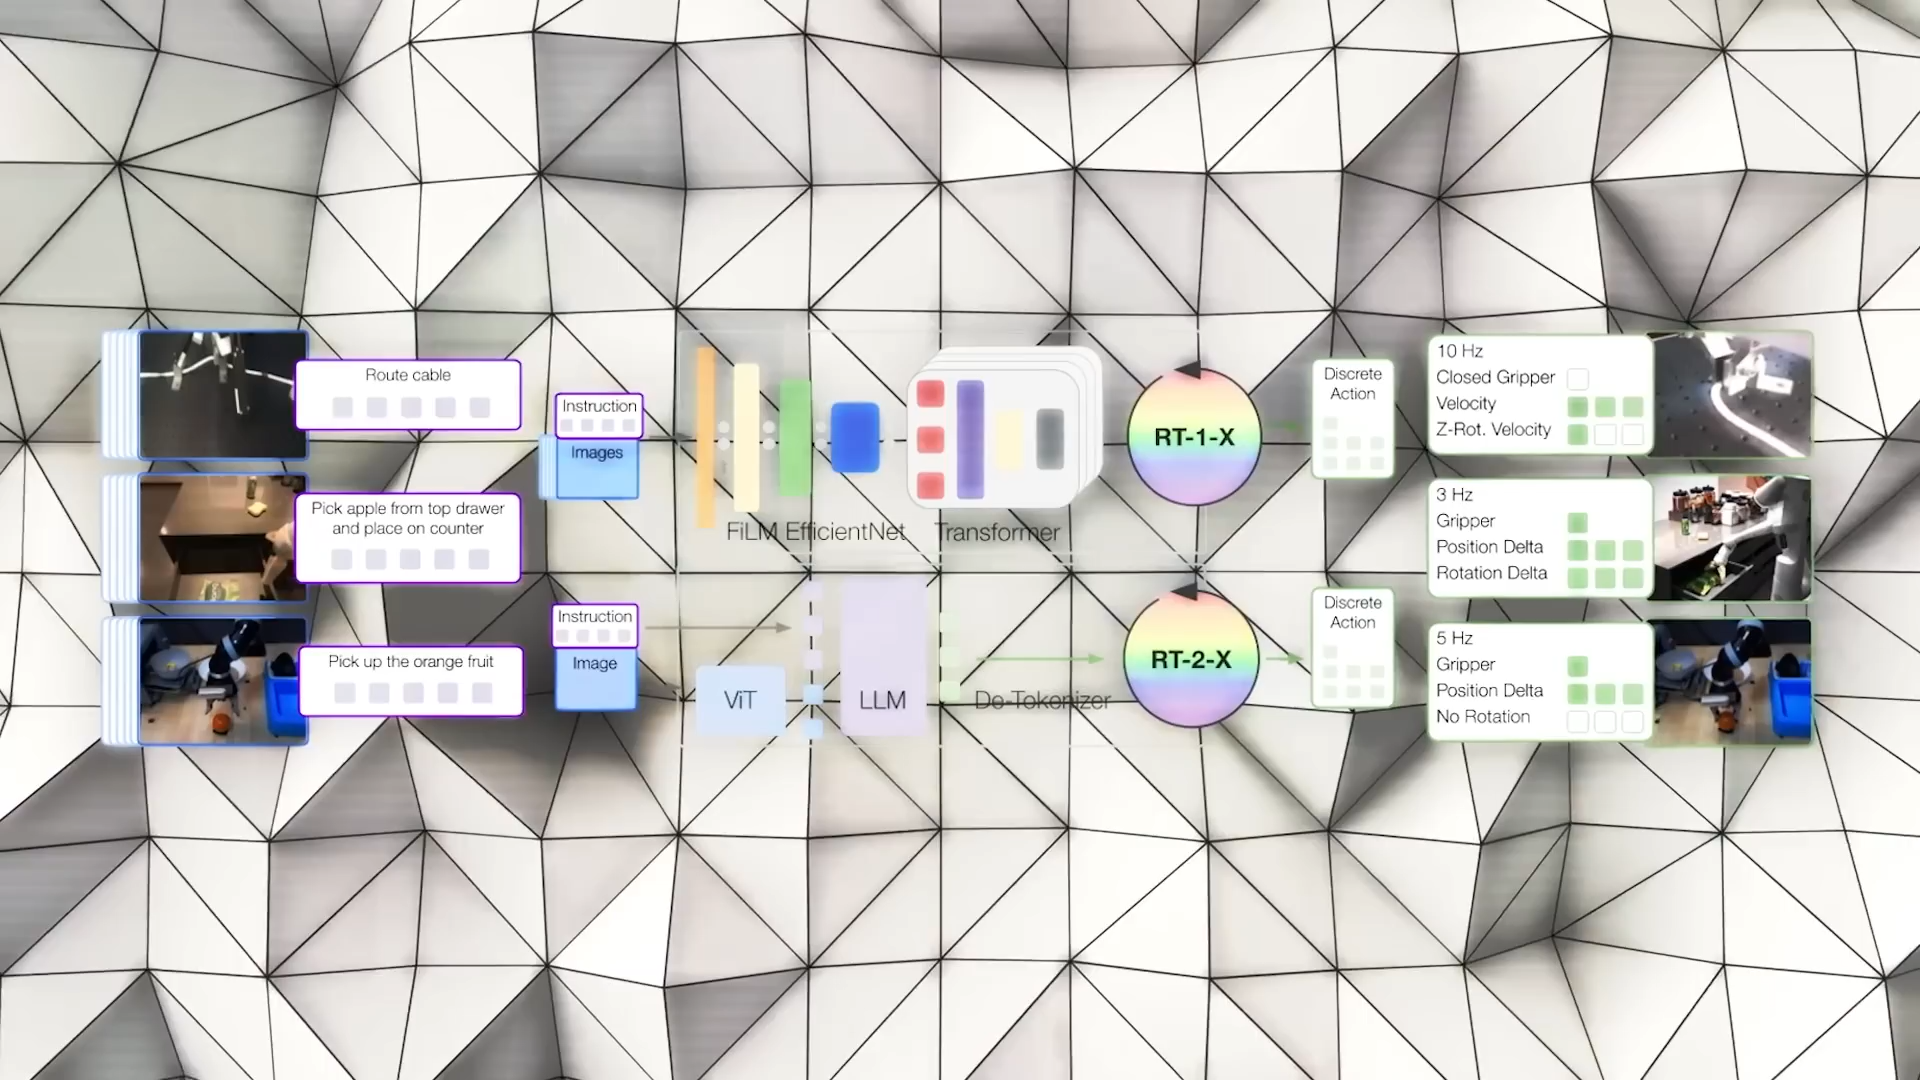 Route cable
Pick apple from top drawer
and place on counter
Pick up the orange fruit
Instruction
Images
FiLM EfficientNet
Transformer
RT-1-X
Discrete
Action
Instruction
Image
ViT
LLM
De-Tokenizer
RT-2-X
Discrete
Action
10 Hz
Closed Gripper
Velocity
Z-Rot. Velocity
3 Hz
Gripper
Position Delta
Rotation Delta
5 Hz
Gripper
Position Delta
No Rotation